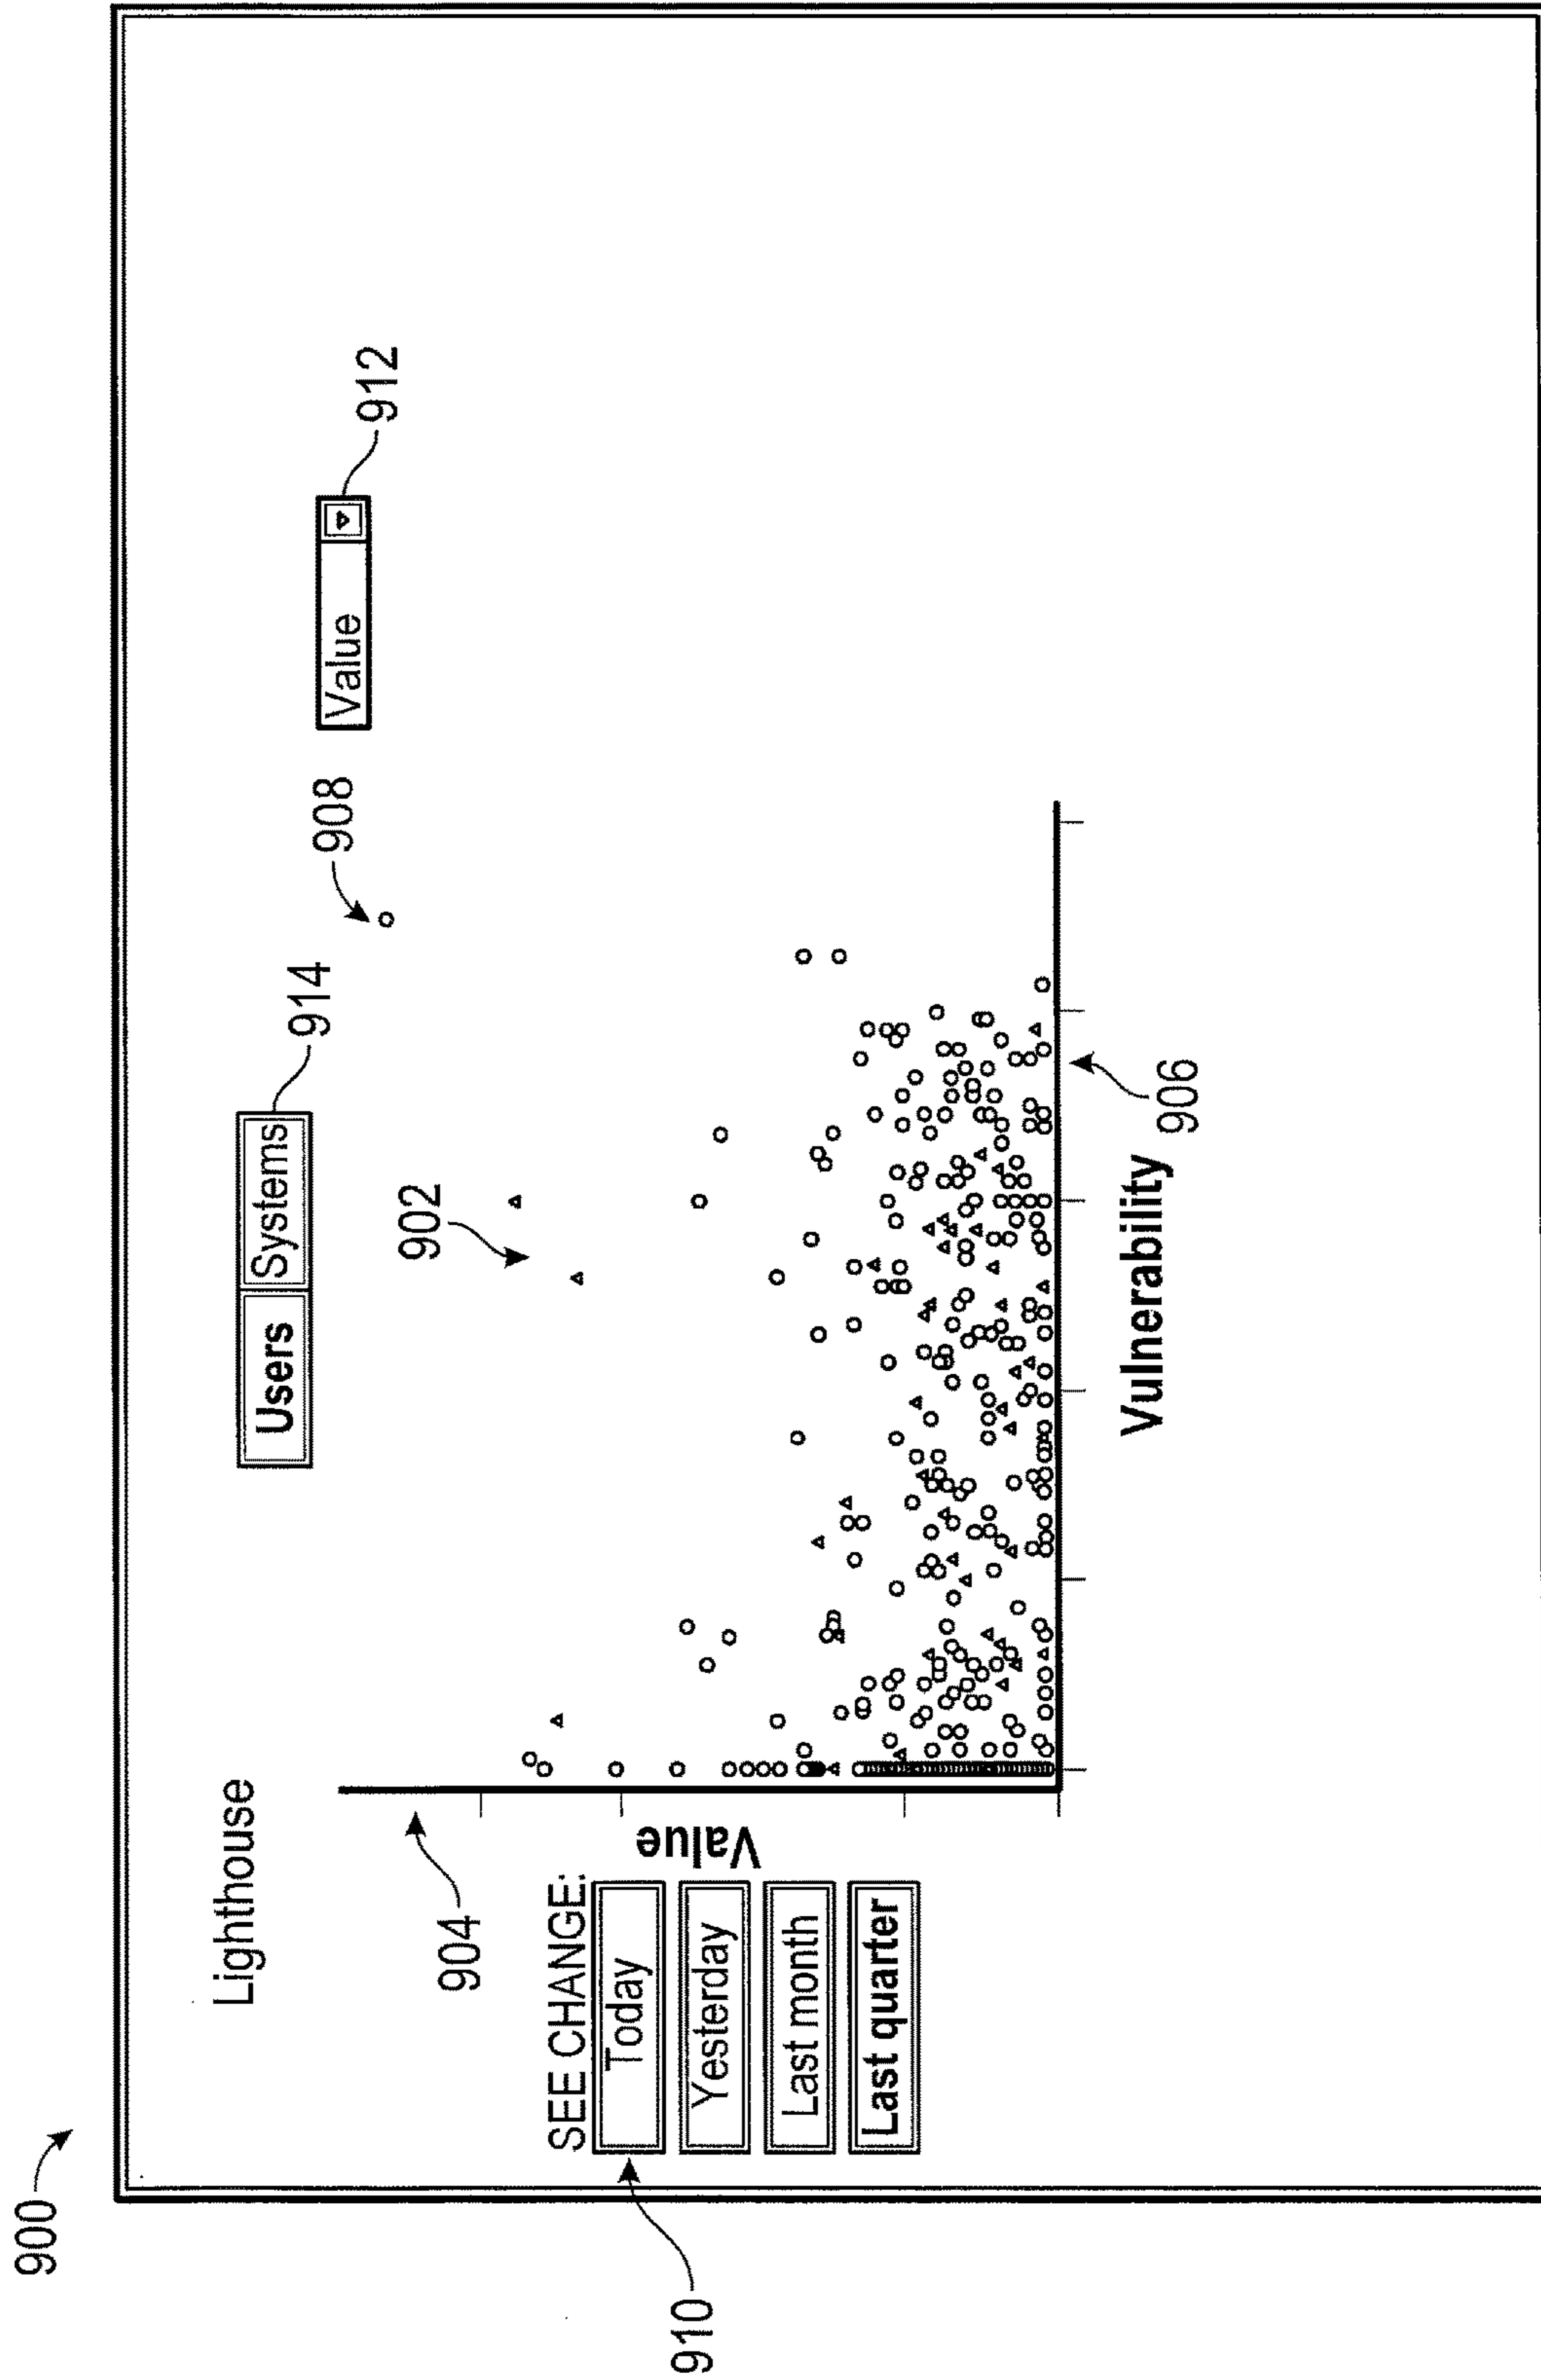 900
Lighthouse
Users
Systems
914
908
Value
912
902
904
SEE CHANGE:
Today
Yesterday
Last month
Last quarter
910
Value
Vulnerability
906